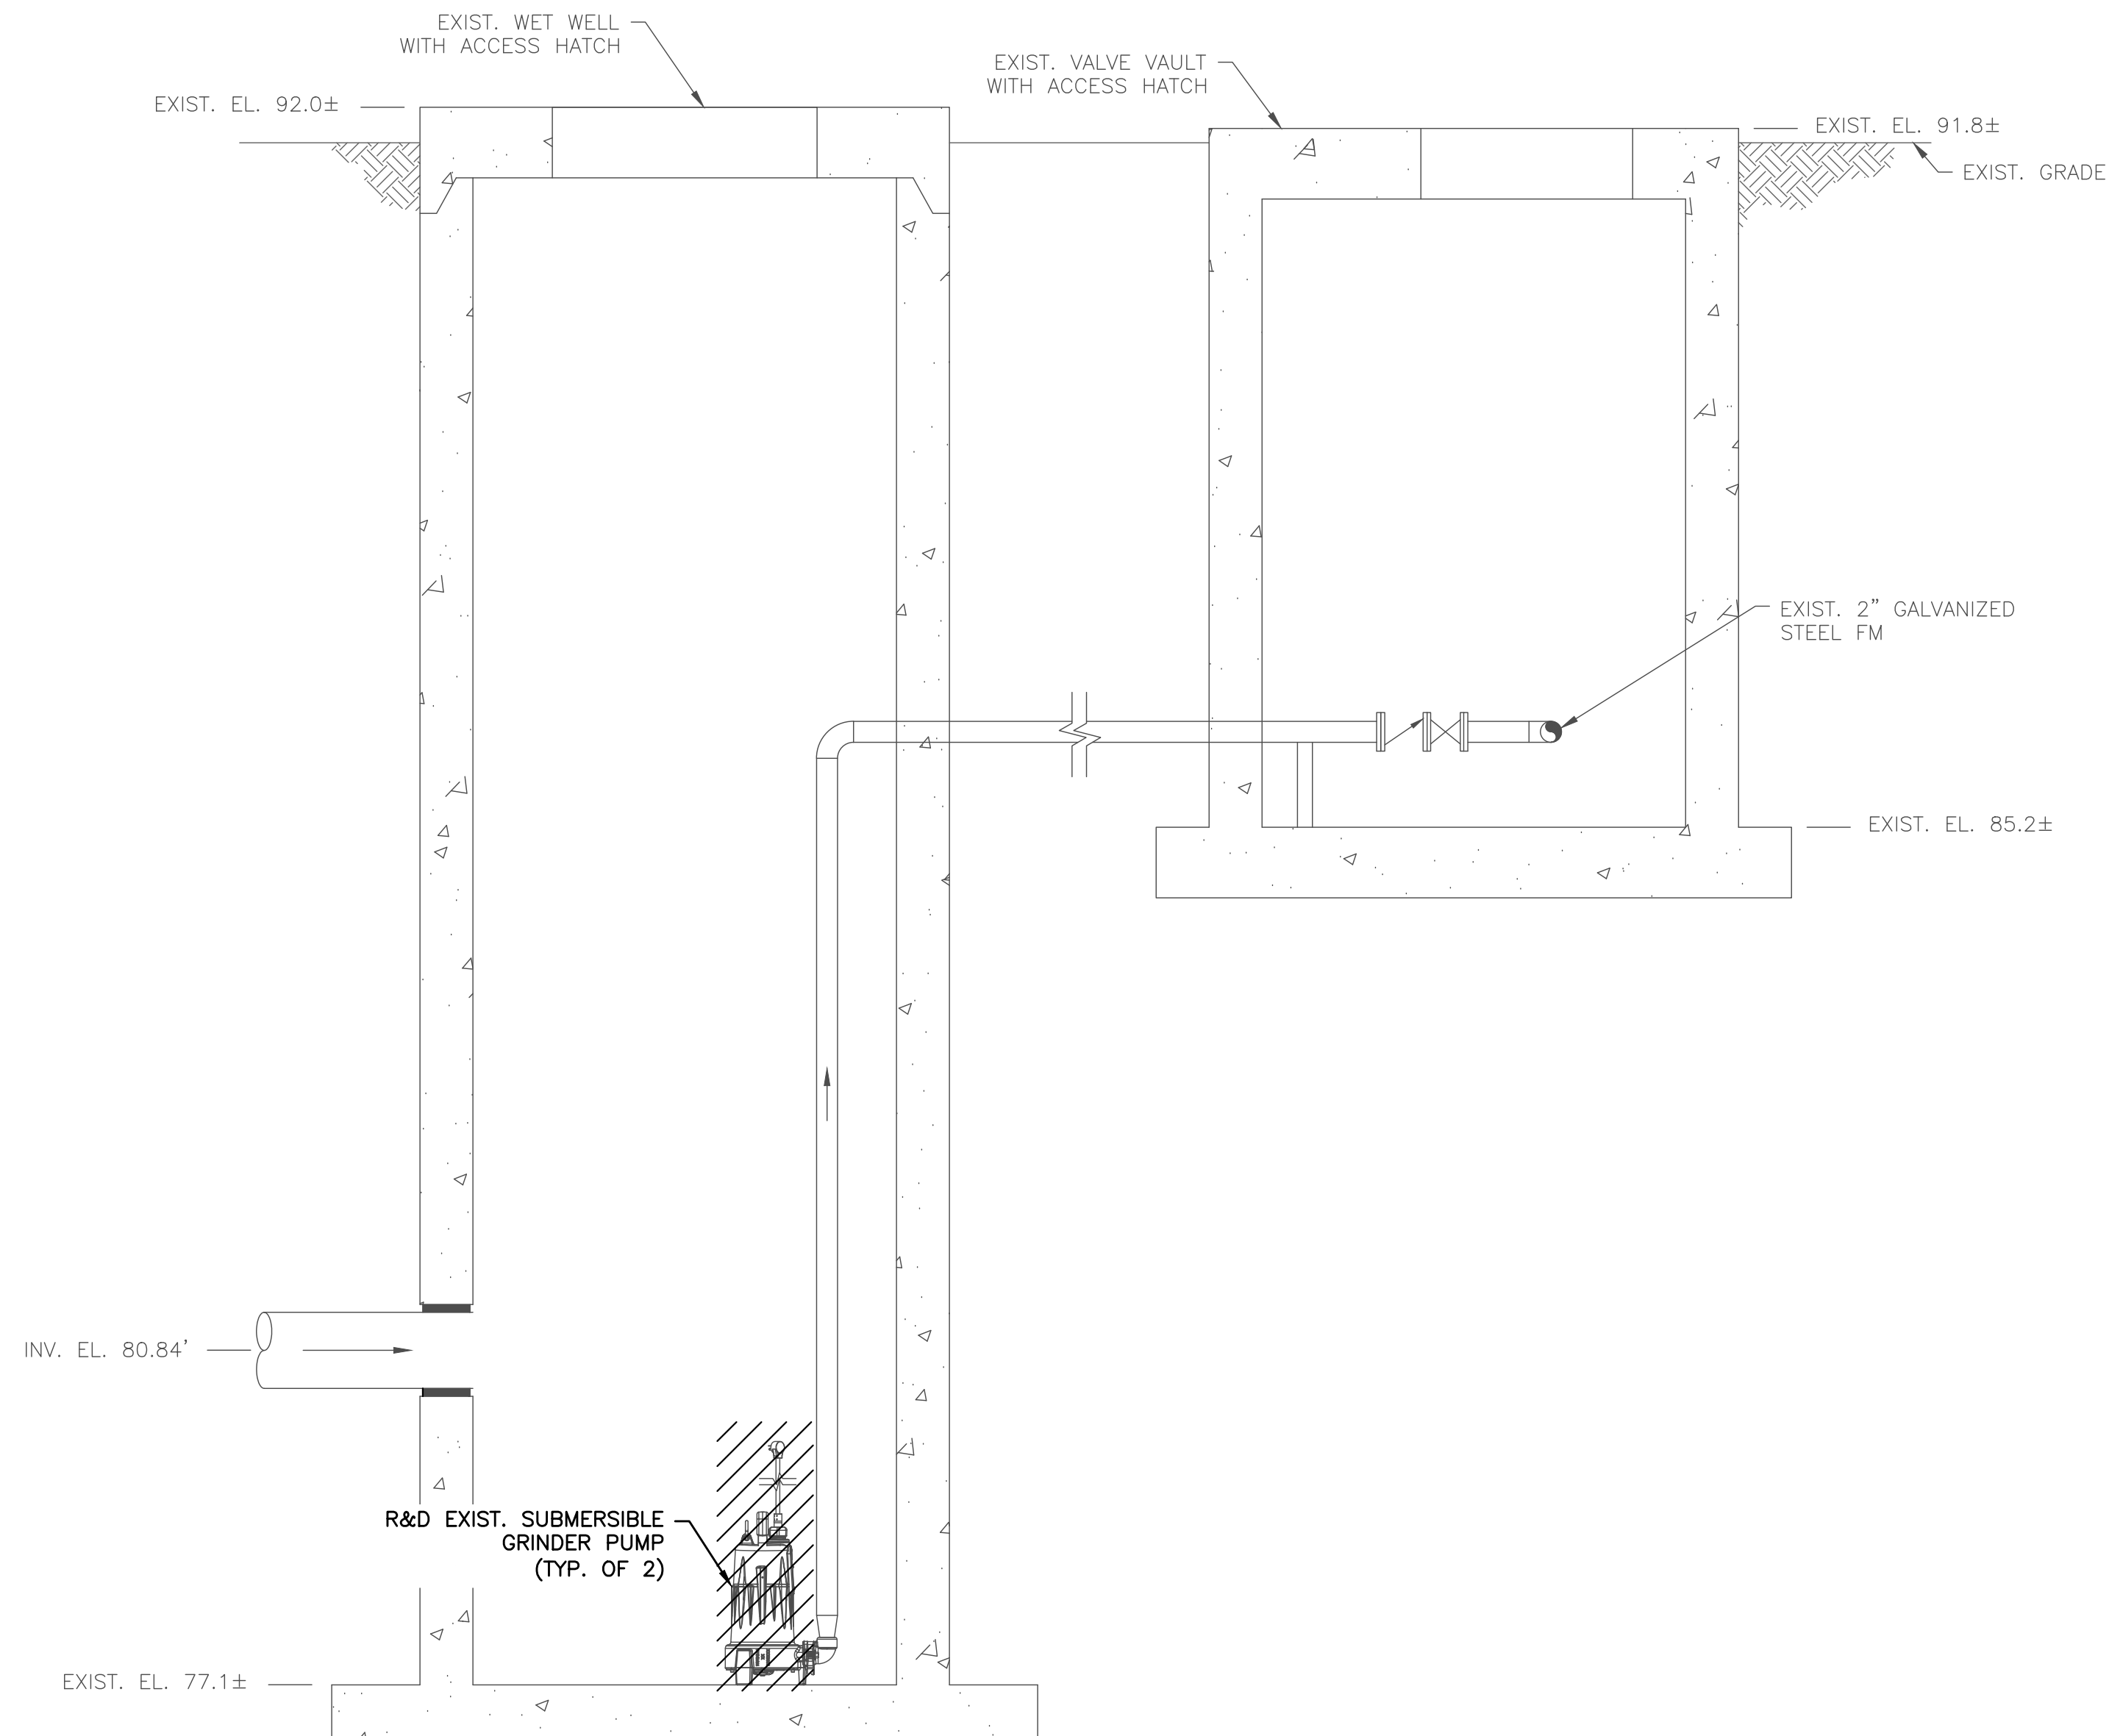 EXIST. WET WELL
WITH ACCESS HATCH
EXIST. VALVE VAULT
WITH ACCESS HATCH
EXIST. EL. 92.0±
EXIST. EL. 91.8±
EXIST. GRADE
EXIST. 2" GALVANIZED
STEEL FM
EXIST. EL. 85.2±
INV. EL. 80.84'
R&D EXIST. SUBMERSIBLE
GRINDER PUMP
(TYP. OF 2)
EXIST. EL. 77.1±